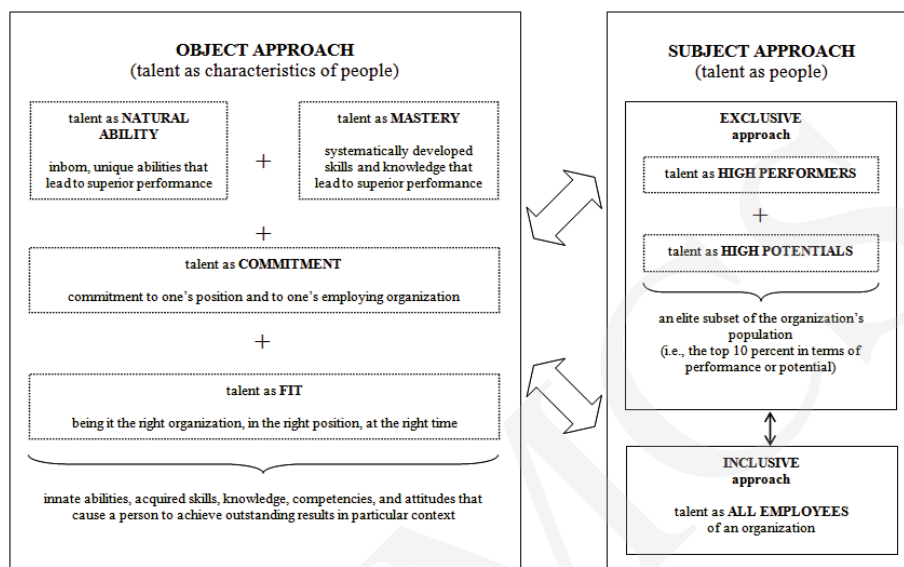 OBJECT APPROACH
(talent as characteristics of people)
talent as NATURAL
ABILITY
inborn, unique abilities that
lead to superior performance
+
talent as MASTERY
systematically developed
skills and knowledge that
lead to superior performance
+
talent as COMMITMENT
commitment to one's position and to one's employing organization
+
talent as FIT
being it the right organization, in the right position, at the right time
innate abilities, acquired skills, knowledge, competencies, and attitudes that
cause a person to achieve outstanding results in particular context
SUBJECT APPROACH
(talent as people)
EXCLUSIVE
approach
talent as HIGH PERFORMERS
+
talent as HIGH POTENTIALS
an elite subset of the organization's
population
(i.e., the top 10 percent in terms of
performance or potential)
INCLUSIVE
approach
talent as ALL EMPLOYEES
of an organization